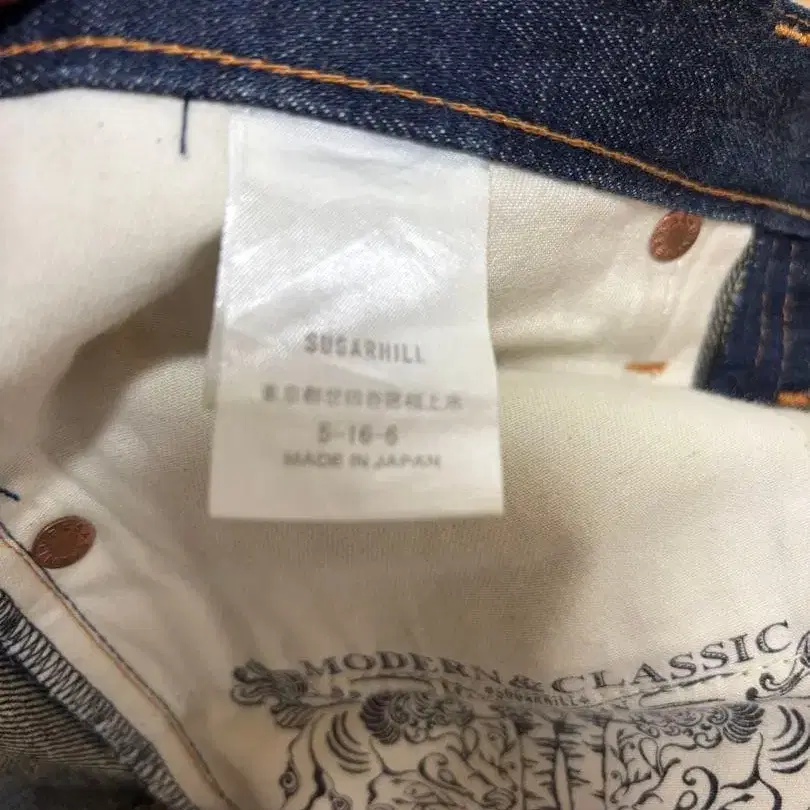 SUGARHILL
東京都世田谷区桜上水
5-16-6
MADE IN JAPAN
MODERN&CLASSIC
SUGARHILL